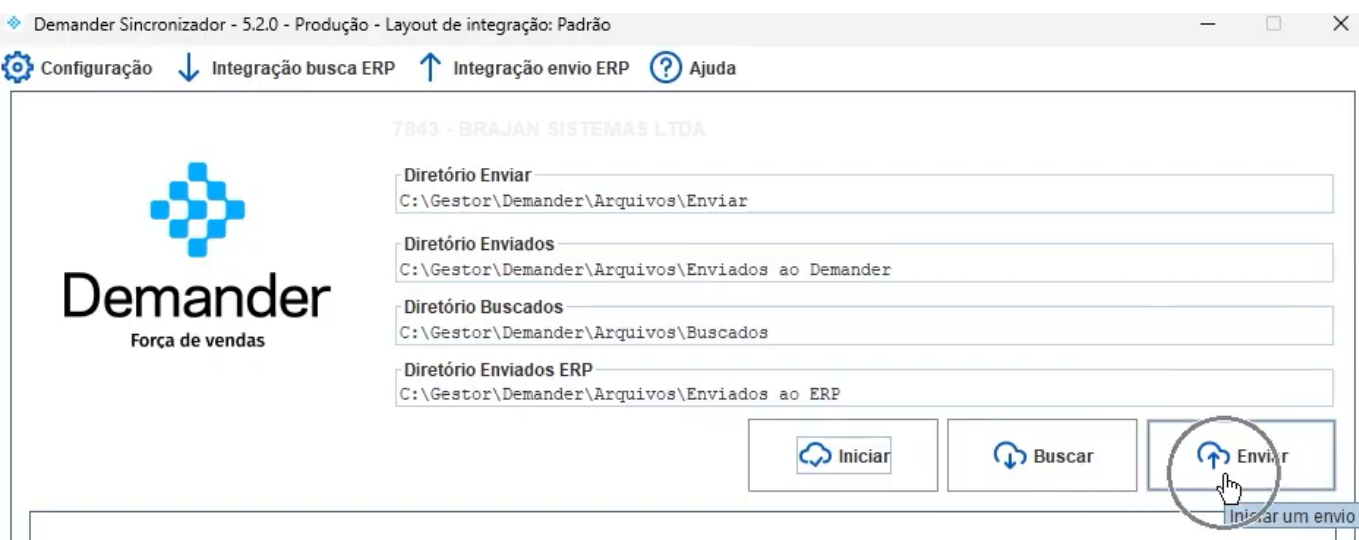 Demander Sincronizador - 5.2.0 - Produção - Layout de integração: Padrão
Configuração Integração busca ERP Integração envio ERP Ajuda
7843 - BRAJAN SISTEMAS LTDA
Diretório Enviar
C:\Gestor\Demander\Arquivos\Enviar
Diretório Enviados
C:\Gestor\Demander\Arquivos\Enviados ao Demander
Diretório Buscados
C:\Gestor\Demander\Arquivos\Buscados
Diretório Enviados ERP
C:\Gestor\Demander\Arquivos\Enviados ao ERP
Demander
Força de vendas
Iniciar Buscar Enviar
Iniciar um envio